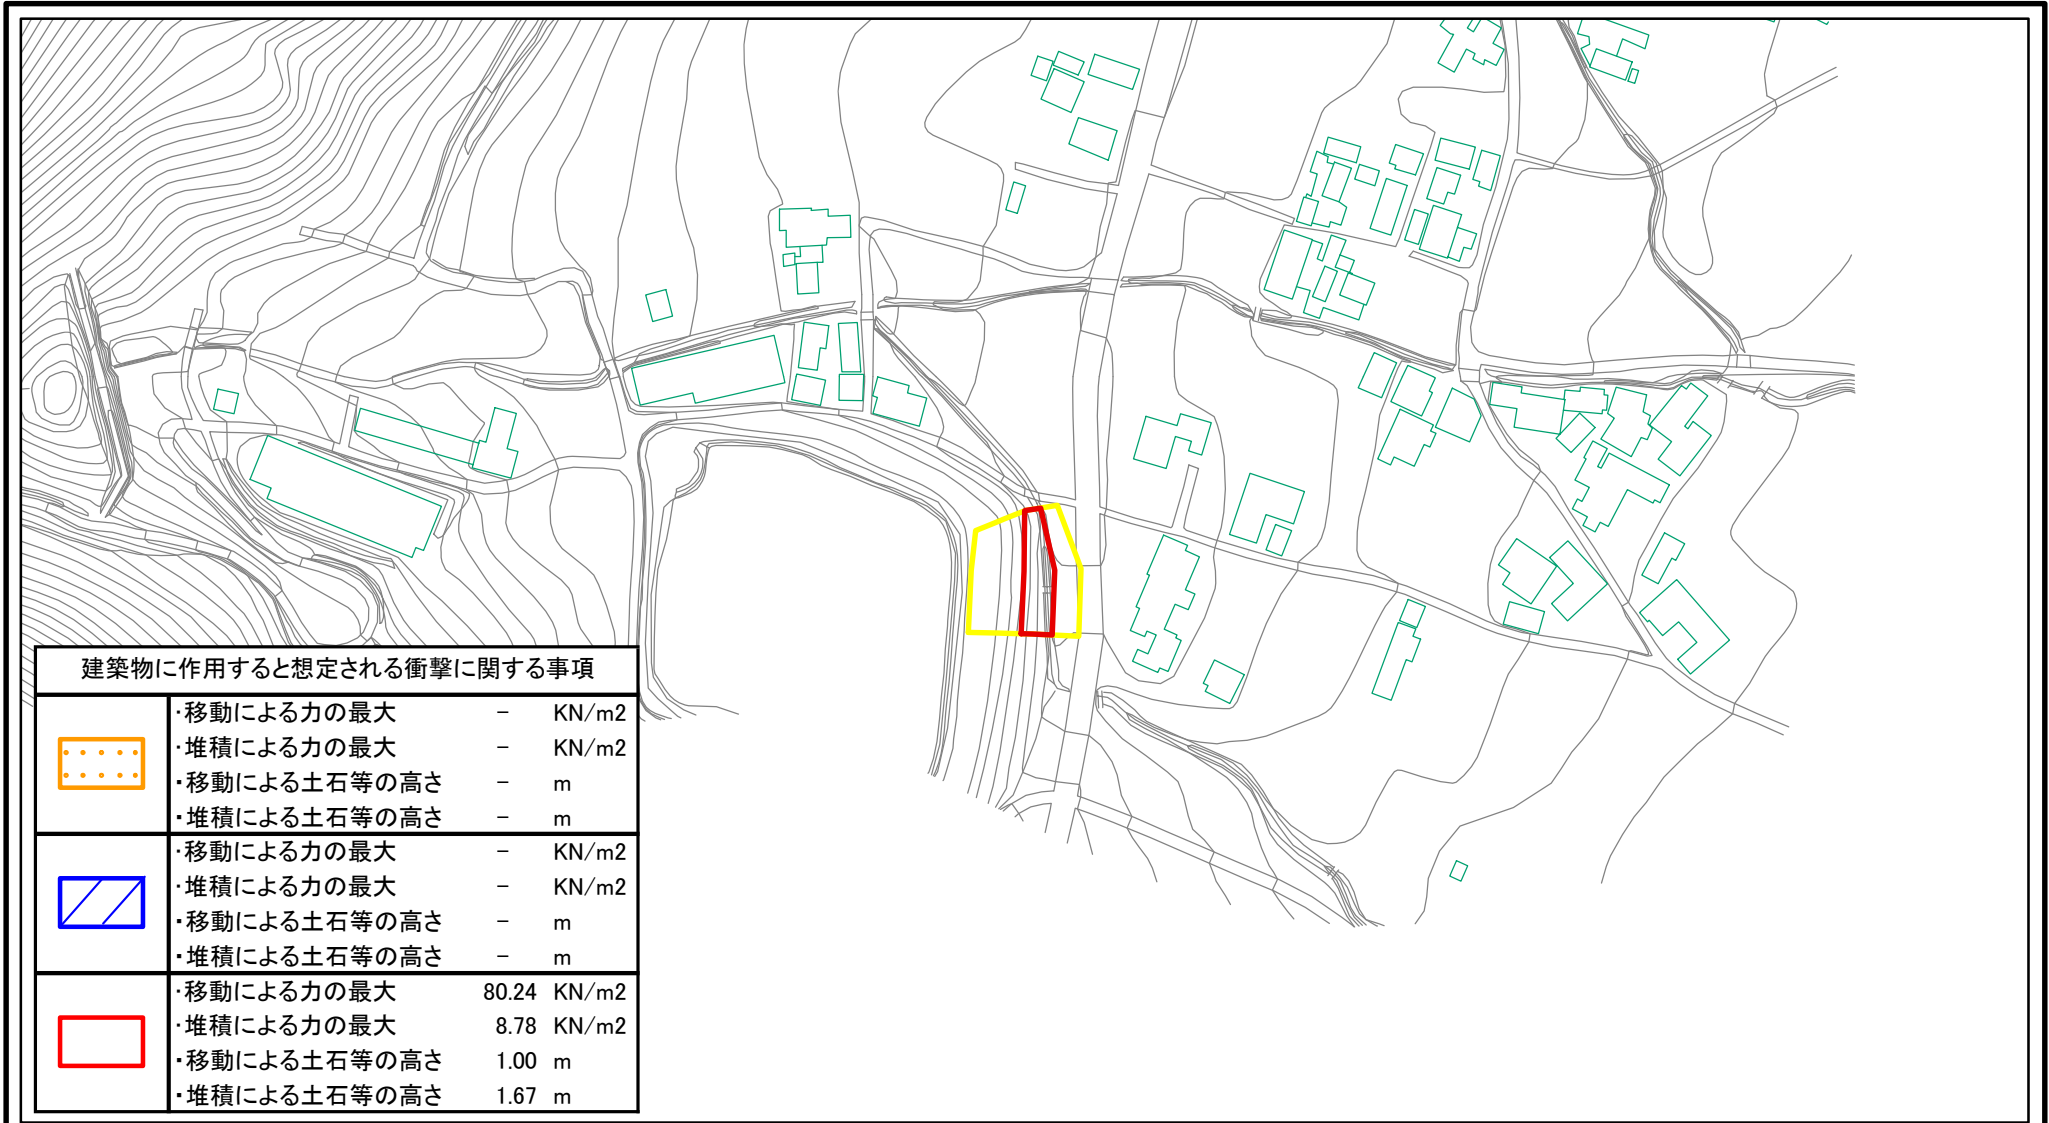 建築物に作用すると想定される衝撃に関する事項
・移動による力の最大 － KN/m2
・堆積による力の最大 － KN/m2
・移動による土石等の高さ － m
・堆積による土石等の高さ － m
・移動による力の最大 － KN/m2
・堆積による力の最大 － KN/m2
・移動による土石等の高さ － m
・堆積による土石等の高さ － m
・移動による力の最大 80.24 KN/m2
・堆積による力の最大 8.78 KN/m2
・移動による土石等の高さ 1.00 m
・堆積による土石等の高さ 1.67 m